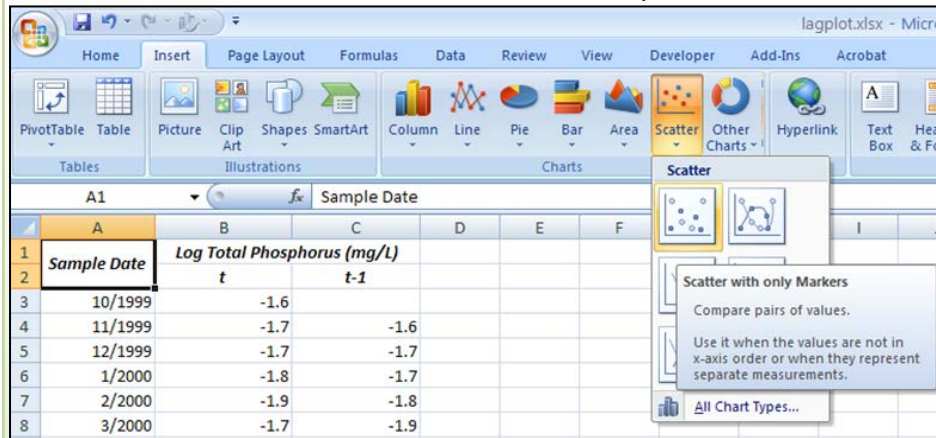 lagplot.xlsx - Micro
Home Insert Page Layout Formulas Data Review View Developer Add-Ins Acrobat
PivotTable Table Picture Clip Art Shapes SmartArt Column Line Pie Bar Area Scatter Other Charts Hyperlink Text Box
Tables Illustrations Charts
Scatter
A1 fx Sample Date
A B C D E F I
1 Sample Date Log Total Phosphorus (mg/L)
2 t t-1
3 10/1999 -1.6
4 11/1999 -1.7 -1.6
5 12/1999 -1.7 -1.7
6 1/2000 -1.8 -1.7
7 2/2000 -1.9 -1.8
8 3/2000 -1.7 -1.9
Scatter with only Markers
Compare pairs of values.
Use it when the values are not in
x-axis order or when they represent
separate measurements.
All Chart Types...